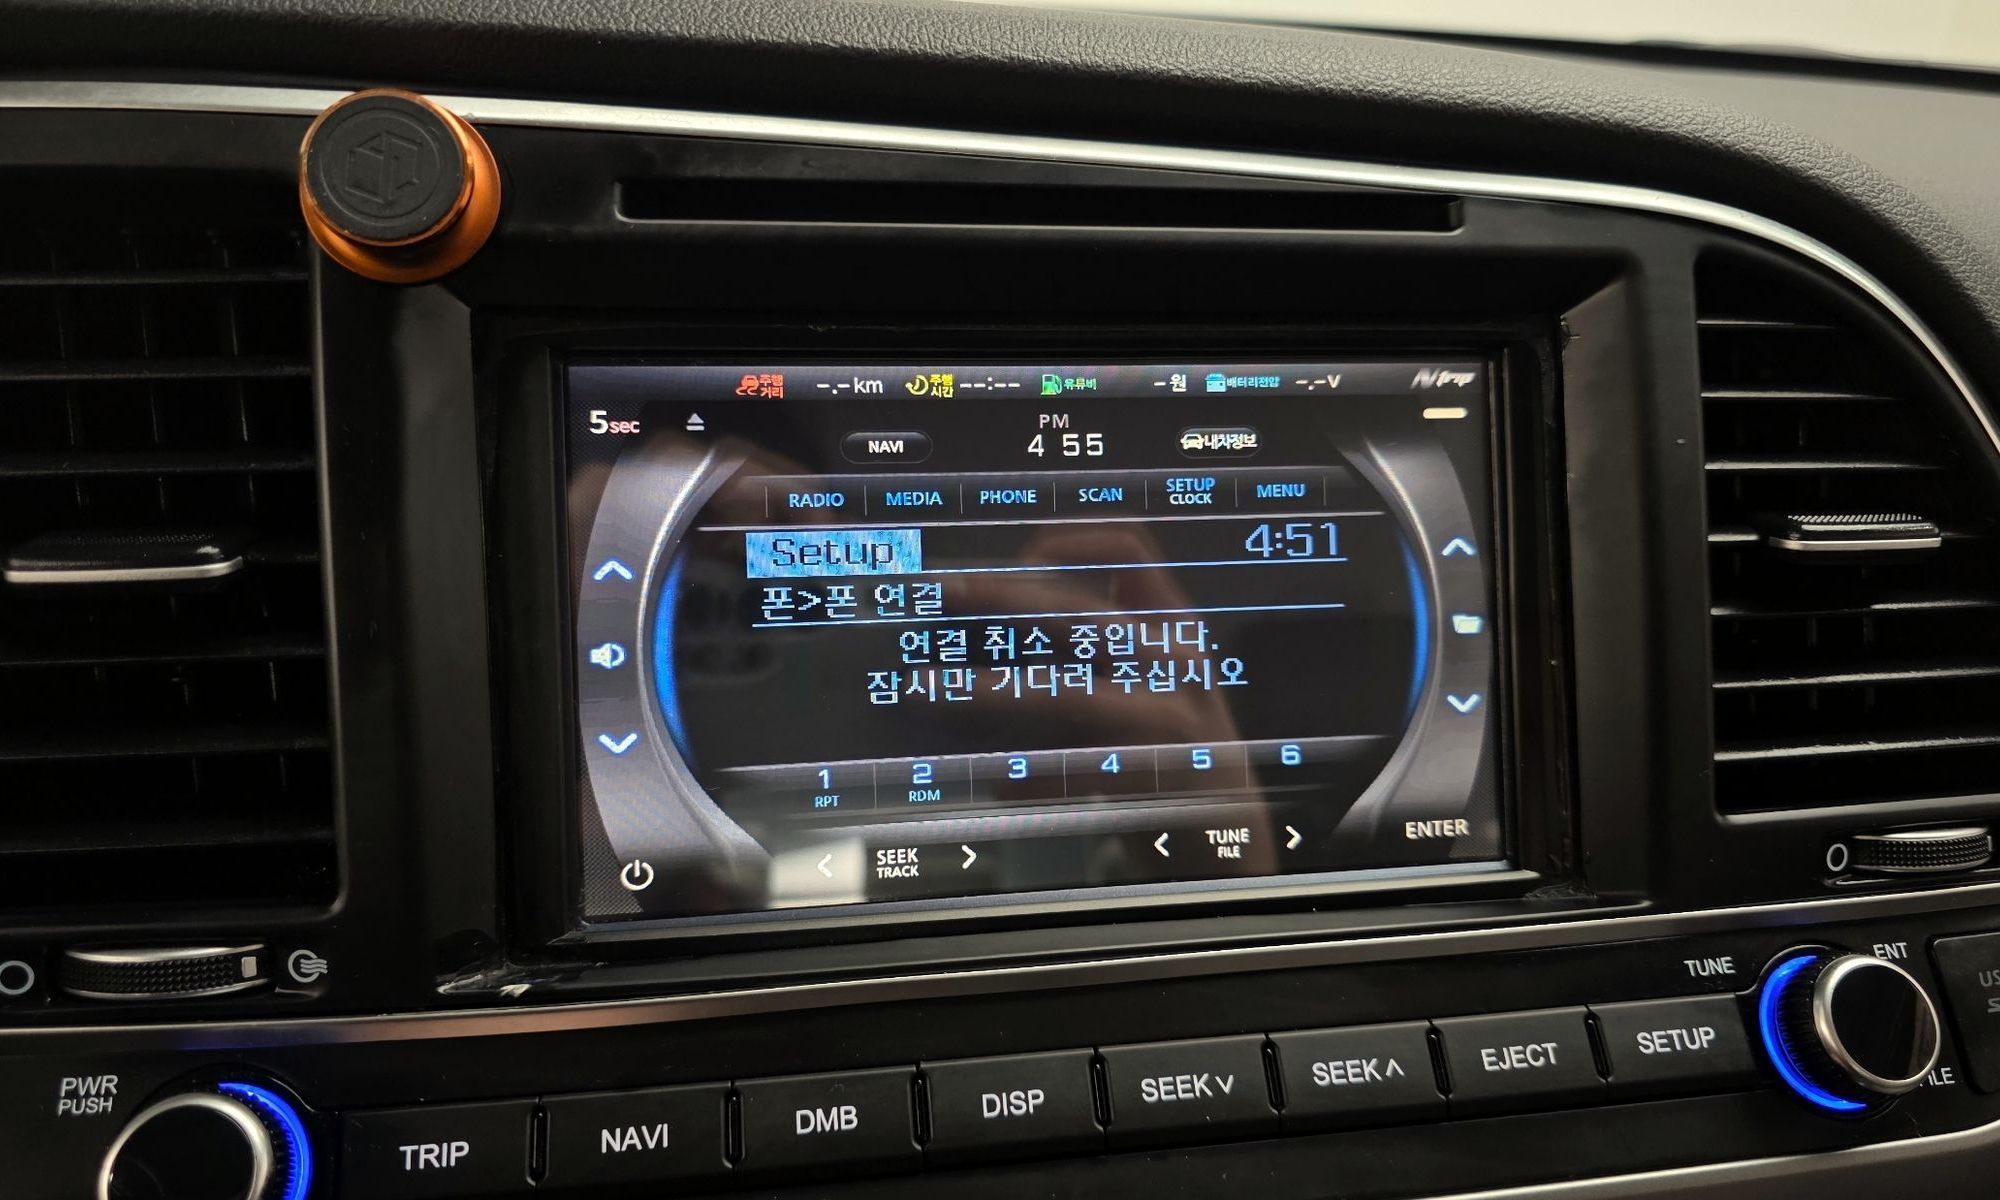 주행거리 -.-km 주행시간 --:-- 유류비 -원 배터리전압 -.-V Ntrip
5sec
PM
NAVI 4 55 내차정보
RADIO MEDIA PHONE SCAN SETUP CLOCK MENU
Setup 4:51
폰>폰 연결
연결 취소 중입니다.
잠시만 기다려 주십시오
1 2 3 4 5 6
RPT RDM
SEEK TRACK TUNE FILE ENTER
TUNE ENT
PWR PUSH
TRIP NAVI DMB DISP SEEK∨ SEEK∧ EJECT SETUP